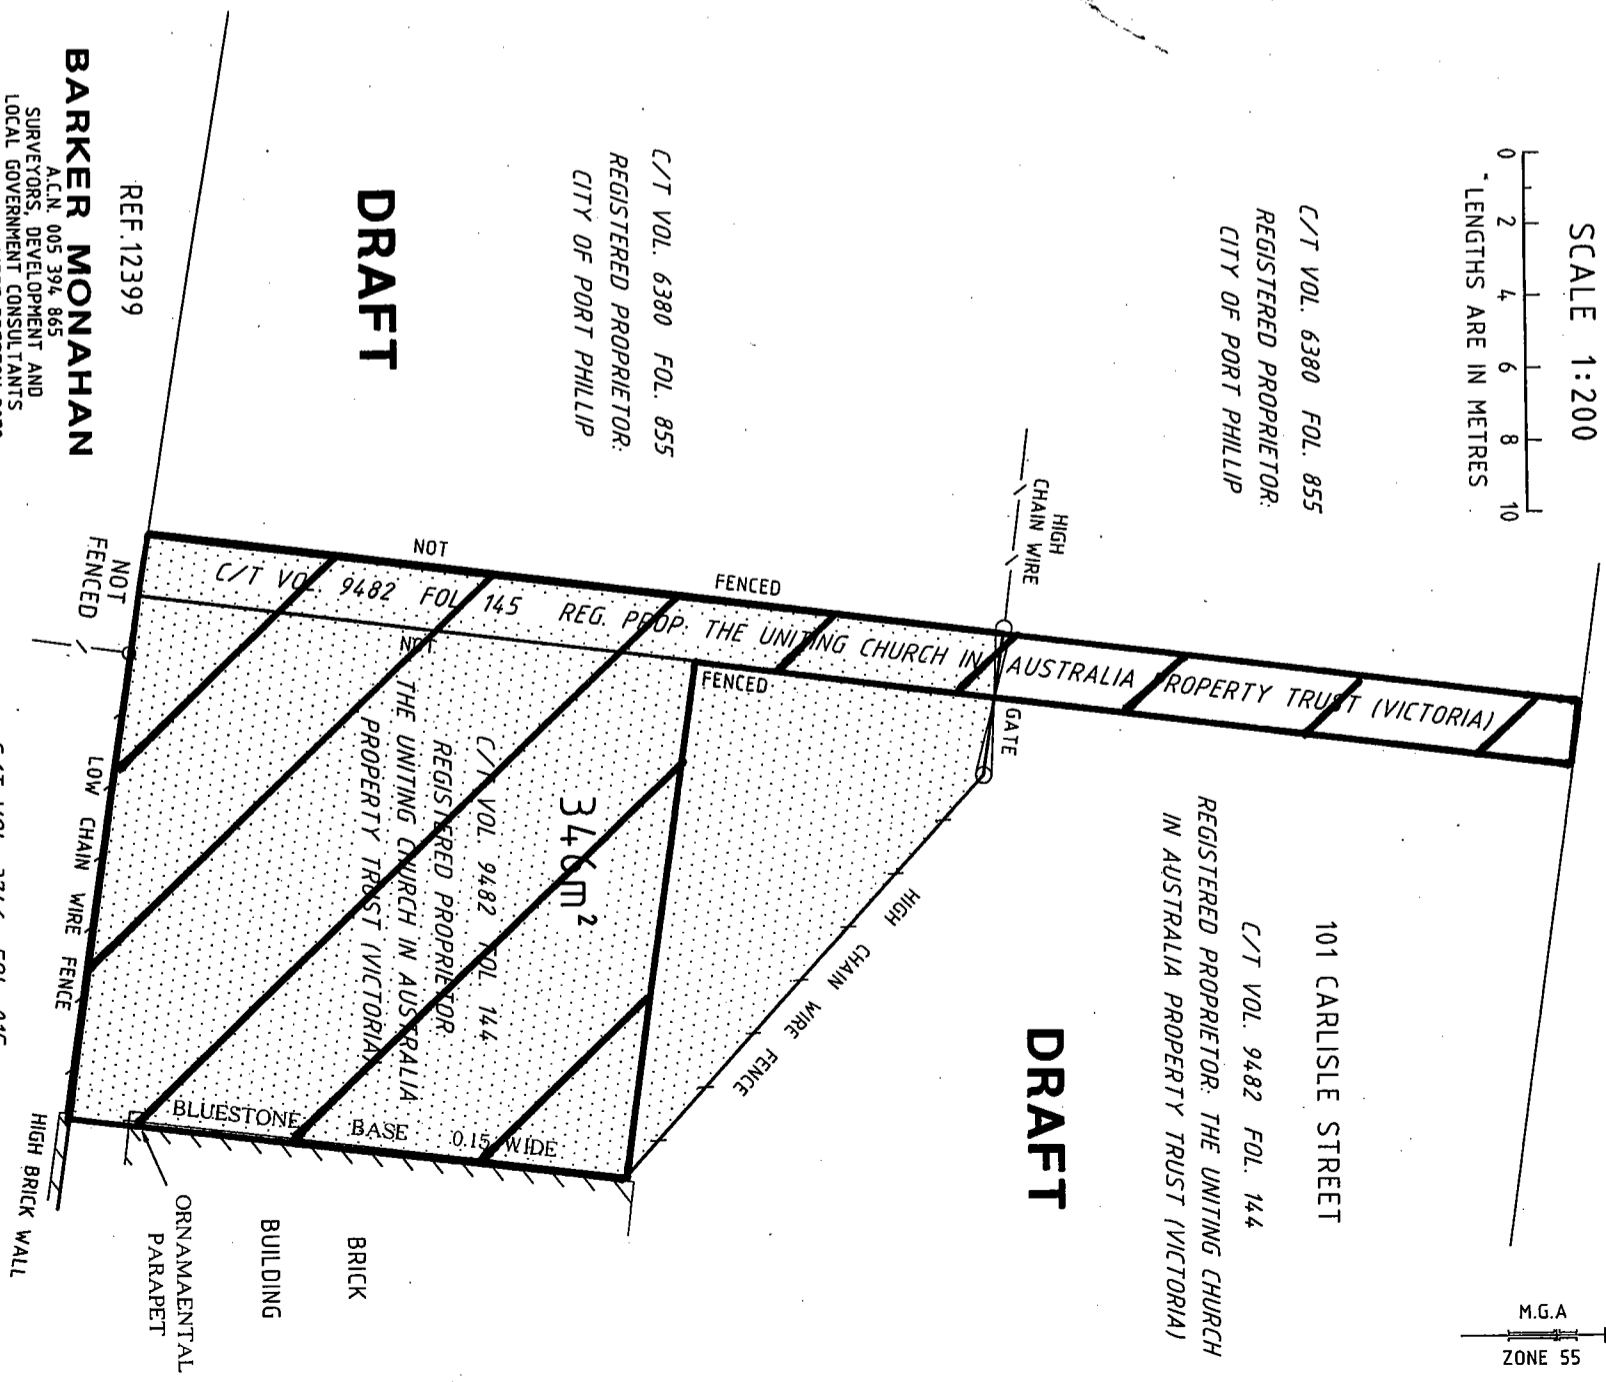 SCALE 1:200
0 2 4 6 8 10
LENGTHS ARE IN METRES
C/T VOL. 6380 FOL. 855
REGISTERED PROPRIETOR:
CITY OF PORT PHILLIP
C/T VOL. 6380 FOL. 855
REGISTERED PROPRIETOR:
CITY OF PORT PHILLIP
DRAFT
REF.12399
BARKER MONAHAN
A.C.N. 005 394 865
SURVEYORS, DEVELOPMENT AND
LOCAL GOVERNMENT CONSULTANTS
HIGH
CHAIN WIRE
GATE
NOT
FENCED
NOT
FENCED
C/T VOL 9482 FOL 145 REG. PROP. THE UNITING CHURCH IN AUSTRALIA PROPERTY TRUST (VICTORIA)
NOT
FENCED
346m²
C/T VOL. 9482 FOL. 144
REGISTERED PROPRIETOR:
THE UNITING CHURCH IN AUSTRALIA
PROPERTY TRUST (VICTORIA)
LOW CHAIN WIRE FENCE
HIGH CHAIN WIRE FENCE
101 CARLISLE STREET
C/T VOL. 9482 FOL. 144
REGISTERED PROPRIETOR: THE UNITING CHURCH
IN AUSTRALIA PROPERTY TRUST (VICTORIA)
DRAFT
BLUESTONE BASE 0.15 WIDE
BRICK
BUILDING
ORNAMAENTAL
PARAPET
HIGH BRICK WALL
M.G.A
ZONE 55